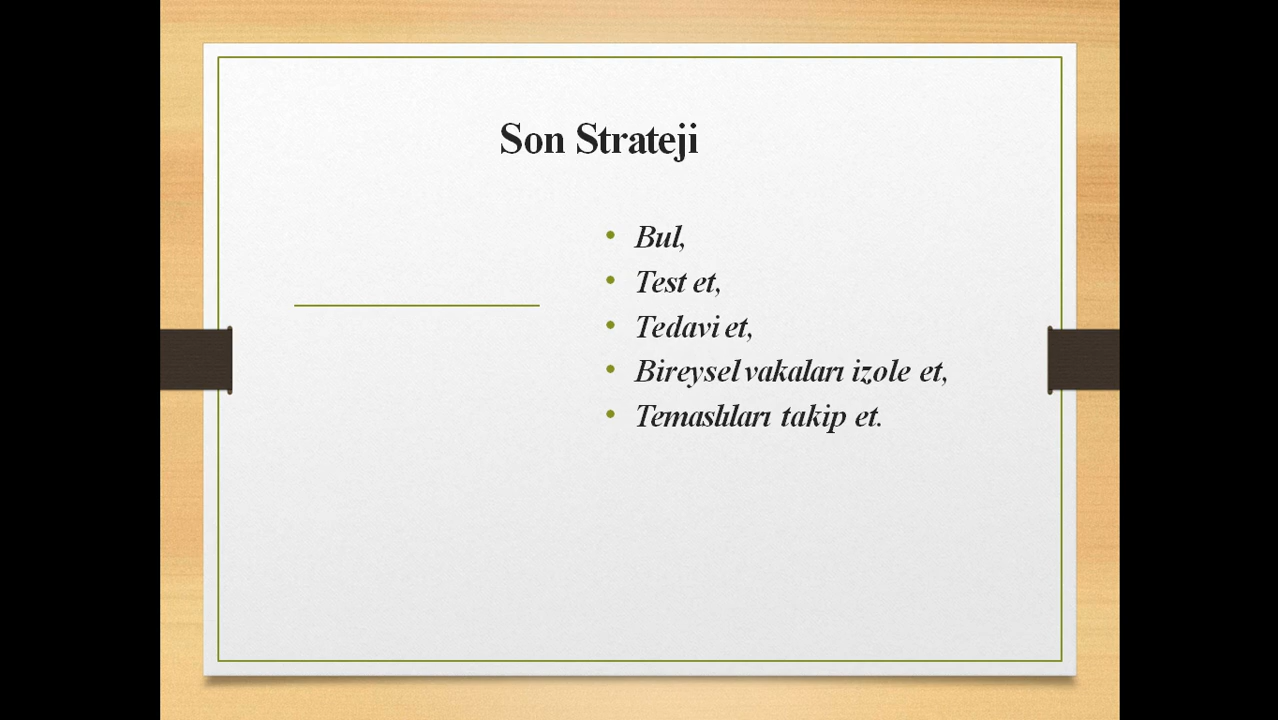 Son Strateji
• Bul,
• Test et,
• Tedavi et,
• Bireysel vakaları izole et,
• Temaslıları takip et.